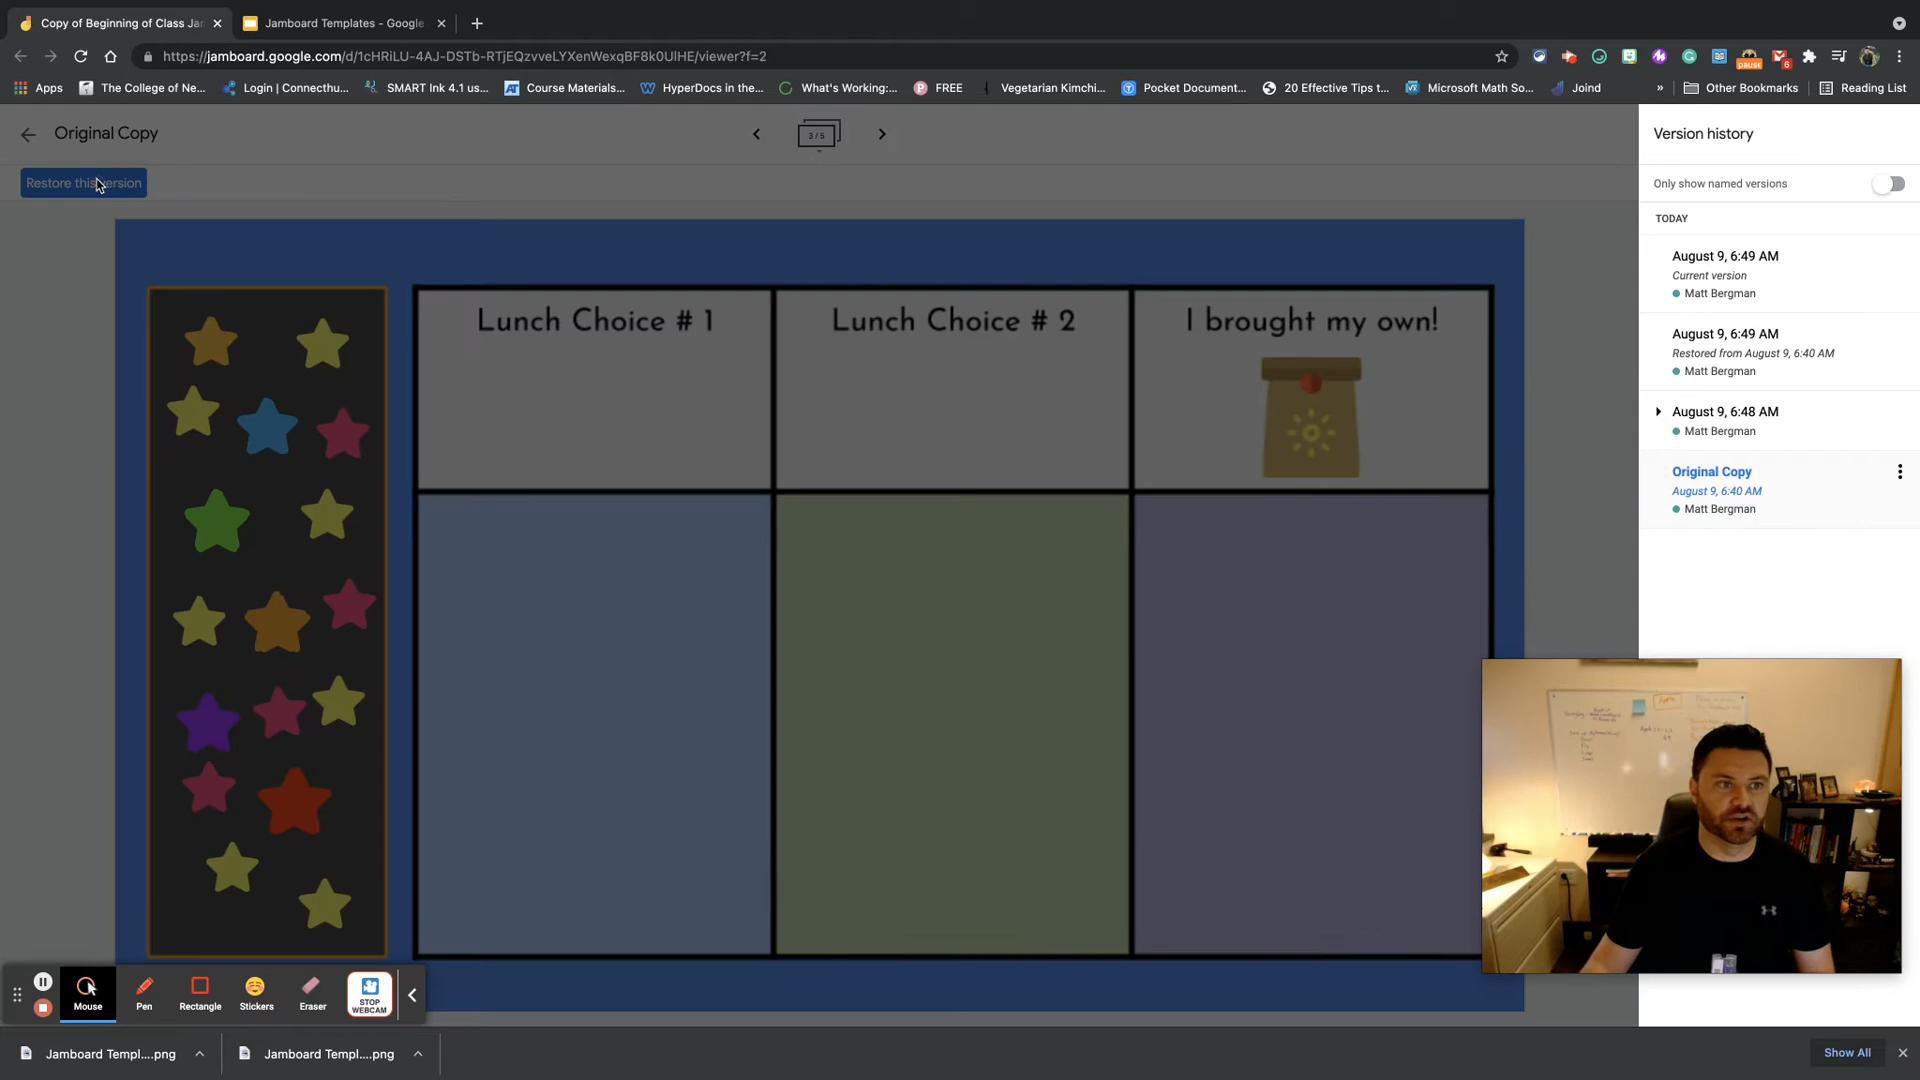 Copy of Beginning of Class Ja
Jamboard Templates - Google
https://jamboard.google.com/d/1cHRiLU-4AJ-DSTb-RTjEQzvveLYXenWexqBF8k0UlHE/viewer?f=2
pause
6
Apps
The College of Ne...
Login | Connecthu...
SMART Ink 4.1 us...
Course Materials...
HyperDocs in the...
What's Working:...
FREE
Vegetarian Kimchi...
Pocket Document...
20 Effective Tips t...
Microsoft Math So...
Joind
»
Other Bookmarks
Reading List
Original Copy
3 / 5
Restore this version
Lunch Choice # 1
Lunch Choice # 2
I brought my own!
Version history
Only show named versions
TODAY
August 9, 6:49 AM
Current version
Matt Bergman
August 9, 6:49 AM
Restored from August 9, 6:40 AM
Matt Bergman
August 9, 6:48 AM
Matt Bergman
Original Copy
August 9, 6:40 AM
Matt Bergman
Mouse
Pen
Rectangle
Stickers
Eraser
STOP
WEBCAM
Jamboard Templ....png
Jamboard Templ....png
Show All